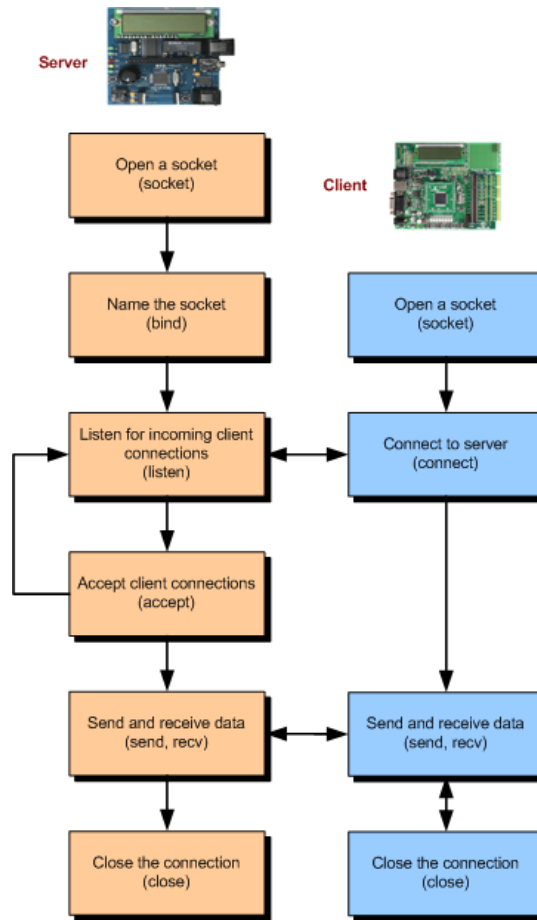 Server
Open a socket
(socket)
Client
Name the socket
(bind)
Open a socket
(socket)
Listen for incoming client
connections
(listen)
Connect to server
(connect)
Accept client connections
(accept)
Send and receive data
(send, recv)
Send and receive data
(send, recv)
Close the connection
(close)
Close the connection
(close)